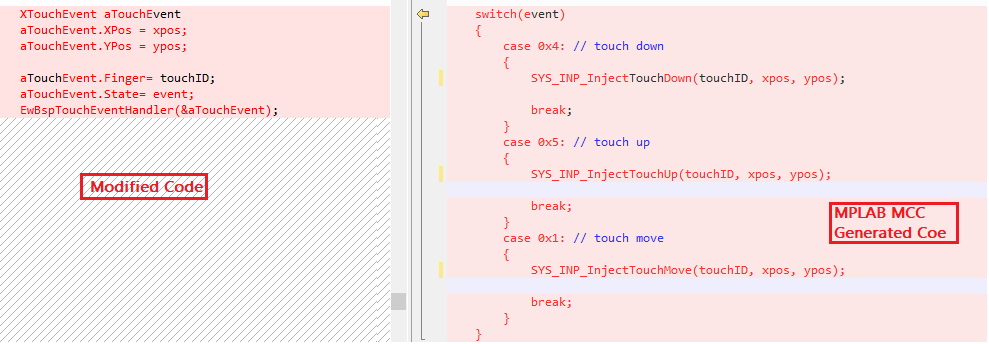 XTouchEvent aTouchEvent
aTouchEvent.XPos = xpos;
aTouchEvent.YPos = ypos;
aTouchEvent.Finger= touchID;
aTouchEvent.State= event;
EwBspTouchEventHandler(&aTouchEvent);
Modified Code
switch(event)
{
case 0x4: // touch down
{
SYS_INP_InjectTouchDown(touchID, xpos, ypos);
break;
}
case 0x5: // touch up
{
SYS_INP_InjectTouchUp(touchID, xpos, ypos);
break;
}
case 0x1: // touch move
{
SYS_INP_InjectTouchMove(touchID, xpos, ypos);
break;
}
}
MPLAB MCC
Generated Coe